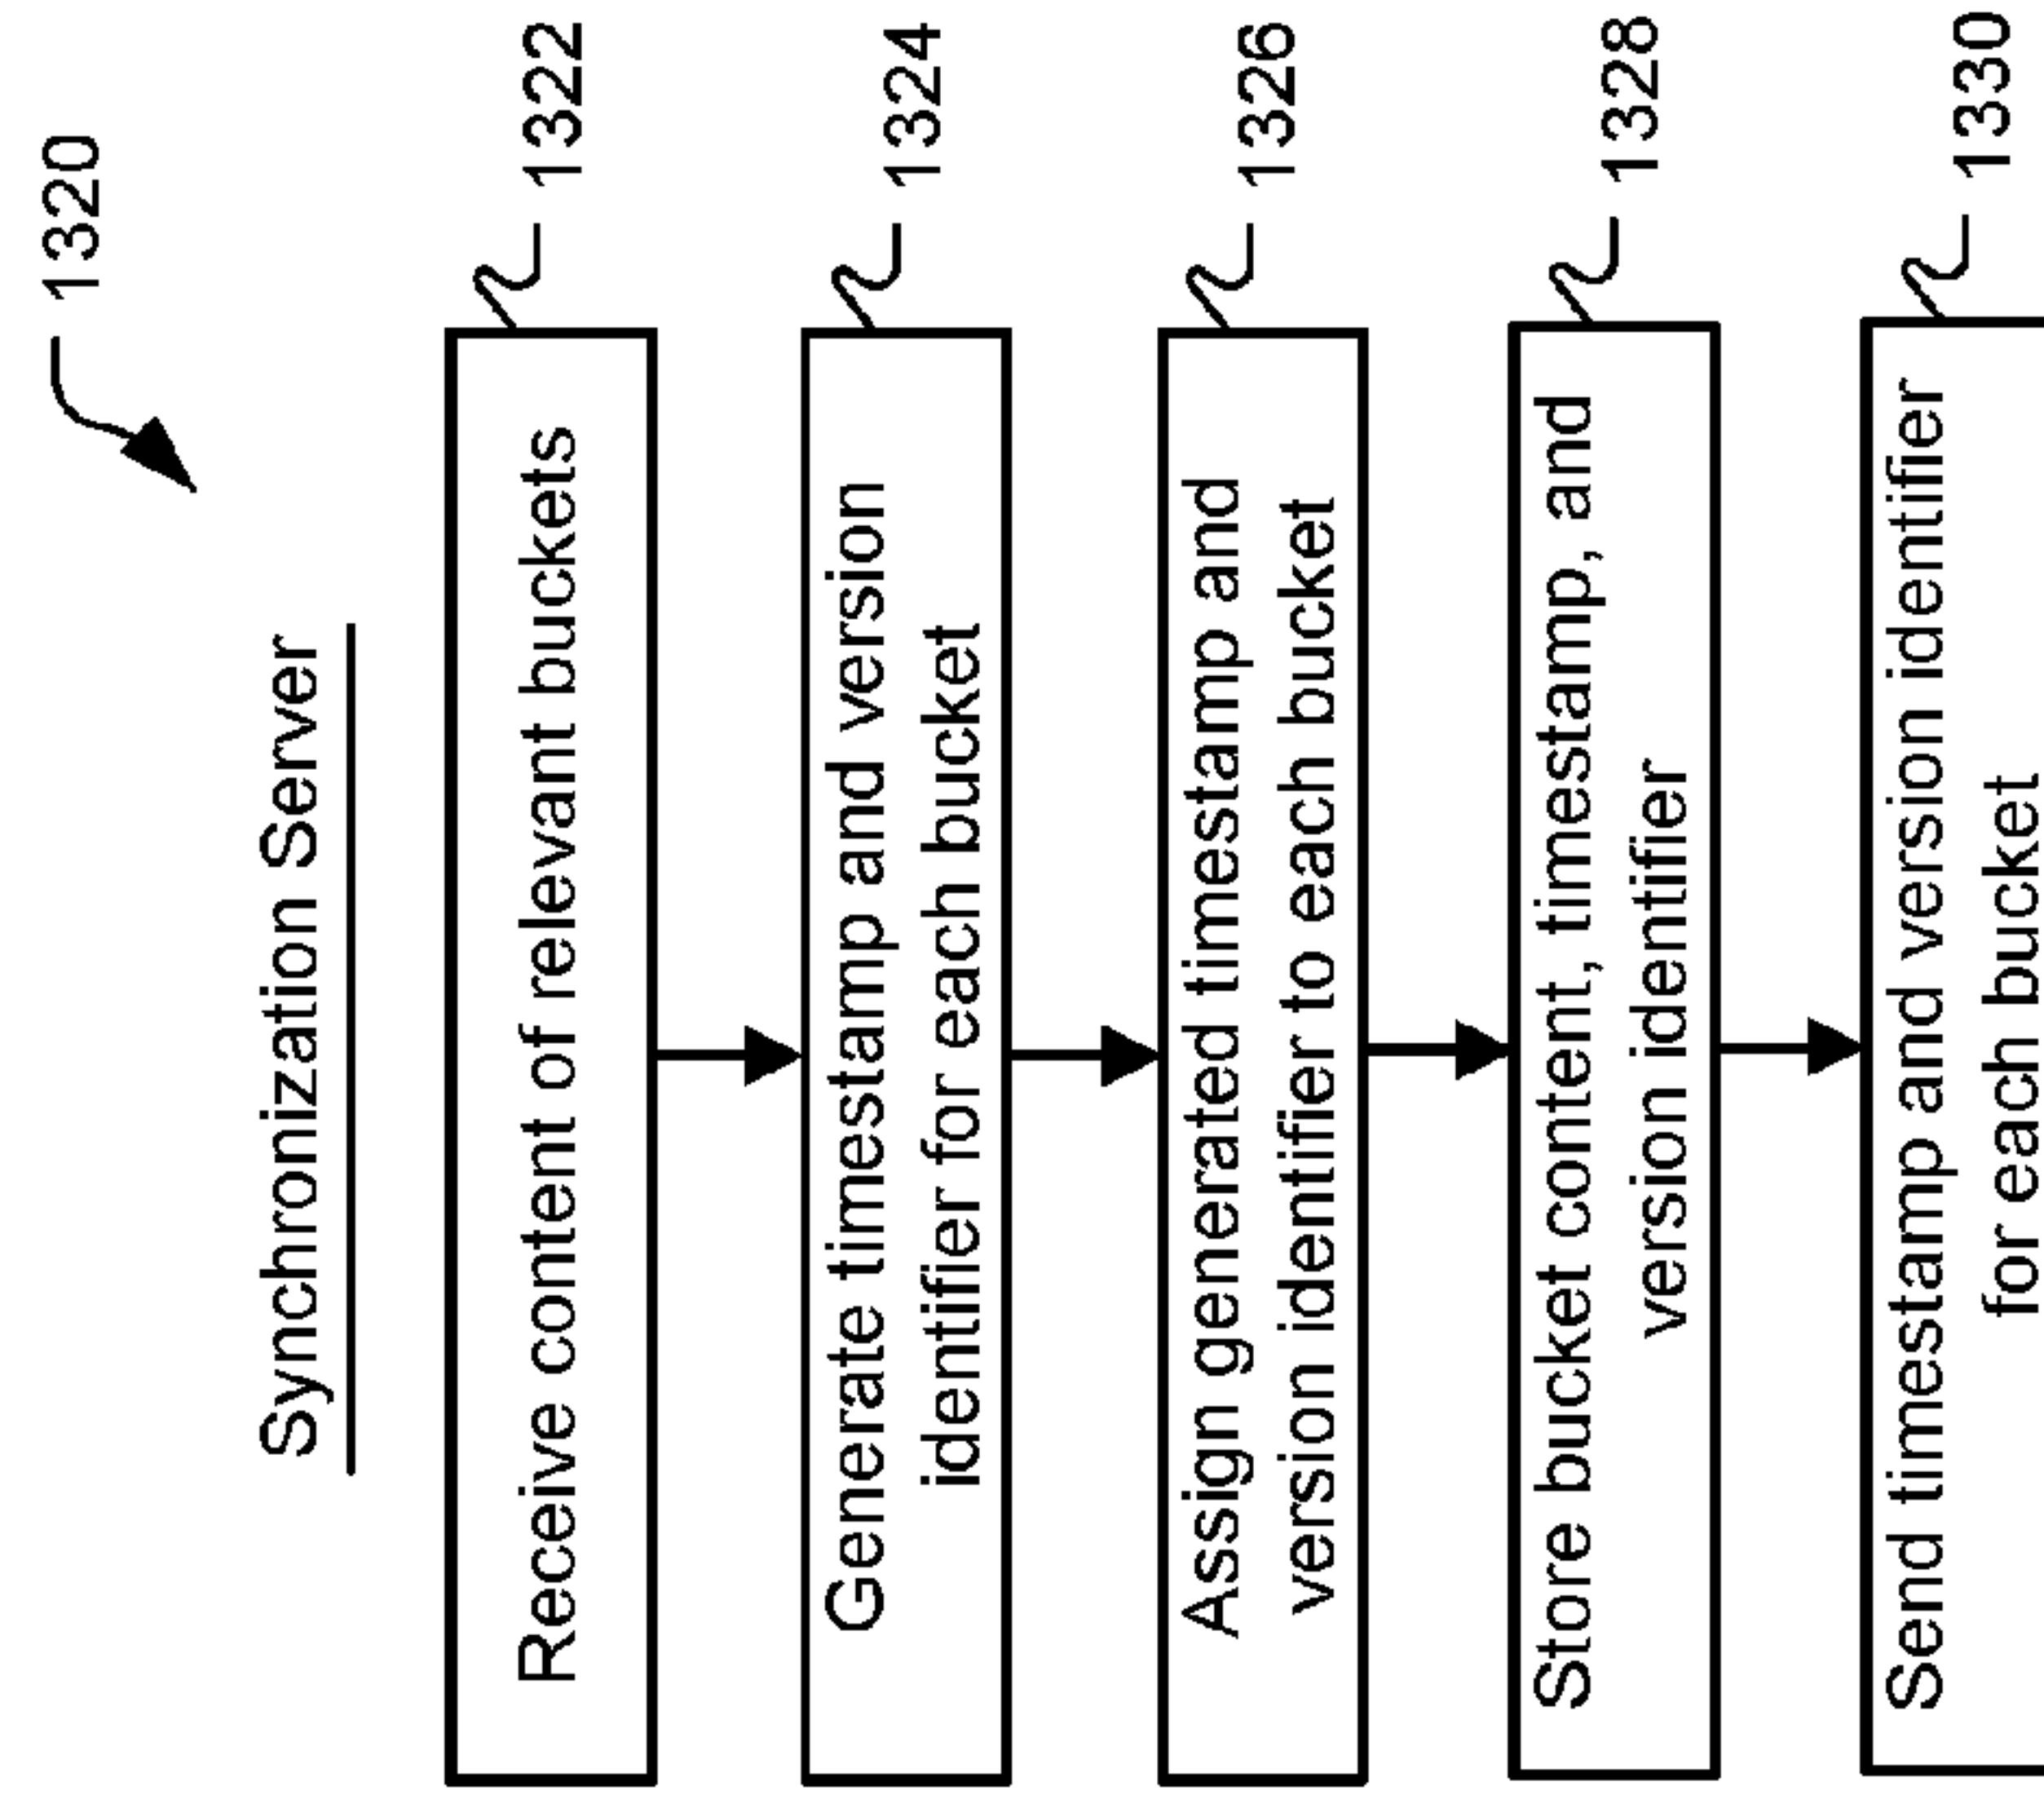 1320
Synchronization Server
Receive content of relevant buckets
1322
Generate timestamp and version
identifier for each bucket
1324
Assign generated timestamp and
version identifier to each bucket
1326
Store bucket content, timestamp, and
version identifier
1328
Send timestamp and version identifier
for each bucket
1330